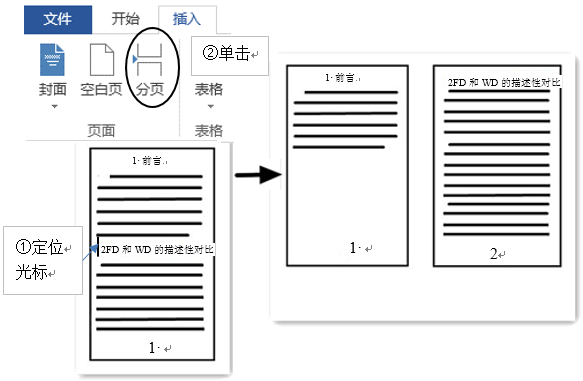 文件 开始 插入
封面 空白页 分页 表格
页面 表格
②单击↵
1· 前言.↵
2FD 和 WD 的描述性对比
1· ↵
①定位↵
光标
1· 前言.↵
1· ↵
2FD 和 WD 的描述性对比
2↵